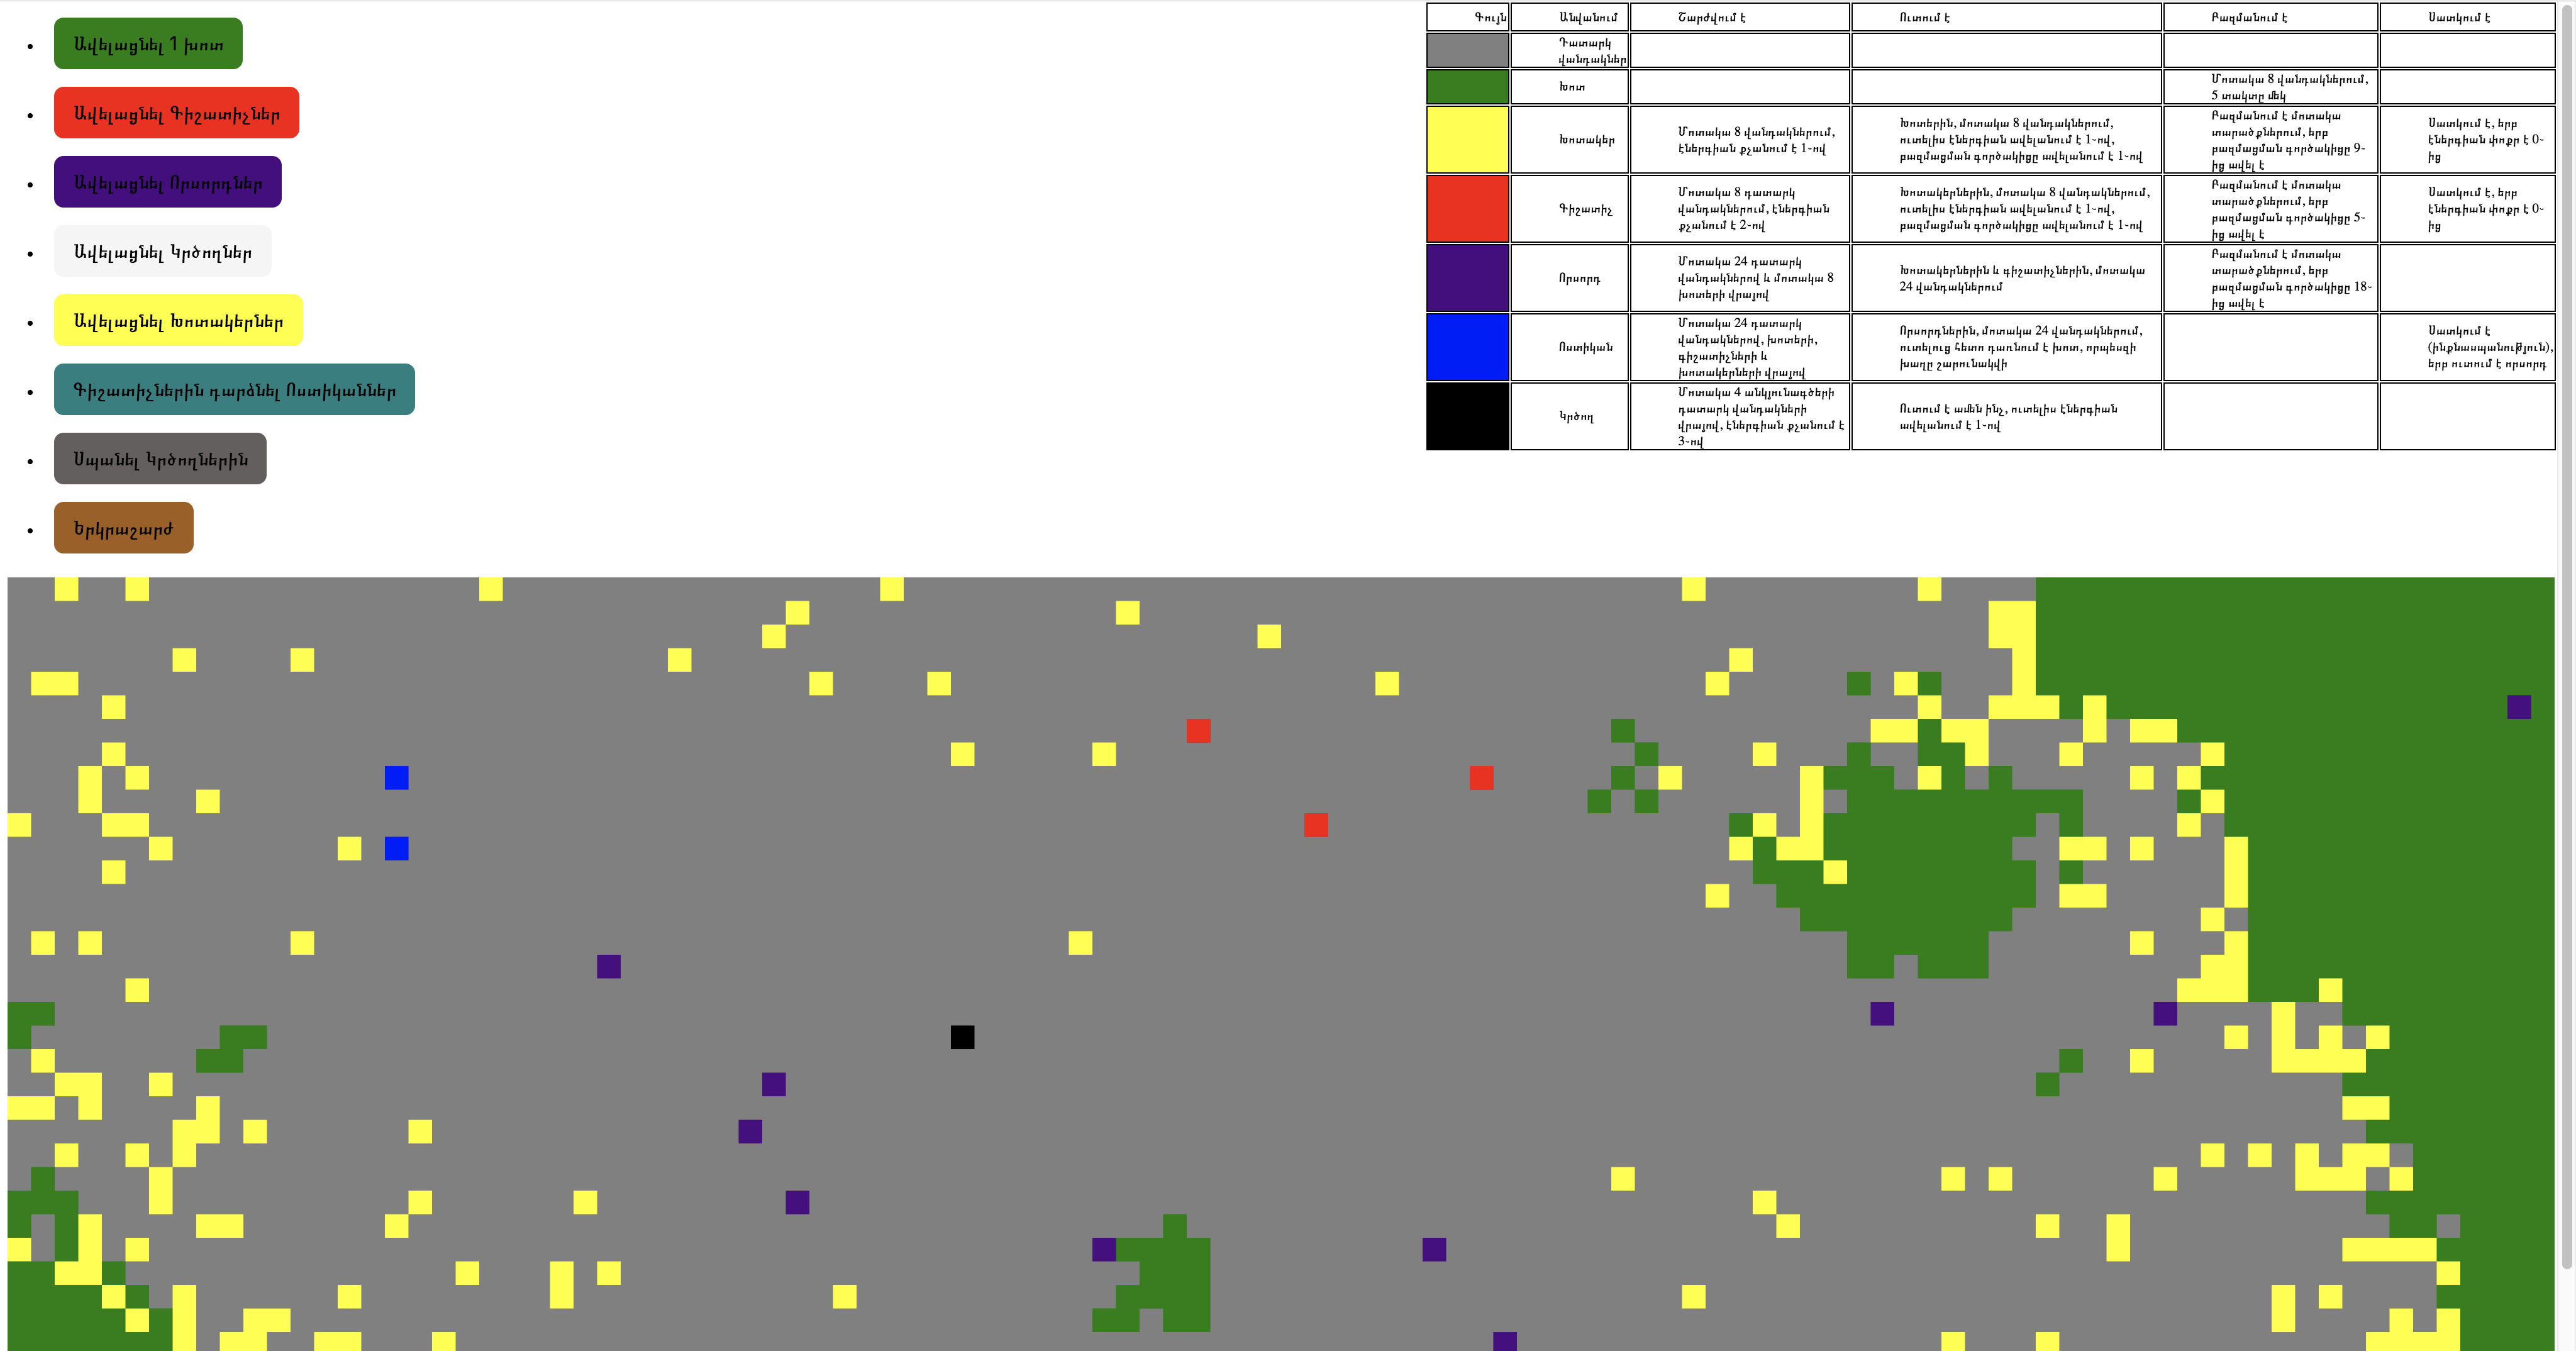 Ավելացնել 1 խոտ
Ավելացնել Գիշատիչներ
Ավելացնել Որսորդներ
Ավելացնել Կրծողներ
Ավելացնել Խոտակերներ
Գիշատիչներին դարձնել Ոստիկաններ
Սպանել Կրծողներին
Երկրաշարժ
Գույն
Անվանում
Շարժվում է
Ուտում է
Բազմանում է
Սատկում է
Դատարկ
վանդակներ
Խոտ
Մոտակա 8 վանդակներում,
5 տակտը մեկ
Խոտակեր
Մոտակա 8 վանդակներում,
էներգիան քչանում է 1-ով
Խոտերին, մոտակա 8 վանդակներում,
ուտելիս էներգիան ավելանում է 1-ով,
բազմացման գործակիցը ավելանում է 1-ով
Բազմանում է մոտակա
տարածքներում, երբ
բազմացման գործակիցը 9-
ից ավել է
Սատկում է, երբ
էներգիան փոքր է 0-
ից
Գիշատիչ
Մոտակա 8 դատարկ
վանդակներում, էներգիան
քչանում է 2-ով
Խոտակերներին, մոտակա 8 վանդակներում,
ուտելիս էներգիան ավելանում է 1-ով,
բազմացման գործակիցը ավելանում է 1-ով
Բազմանում է մոտակա
տարածքներում, երբ
բազմացման գործակիցը 5-
ից ավել է
Սատկում է, երբ
էներգիան փոքր է 0-
ից
Որսորդ
Մոտակա 24 դատարկ
վանդակներով և մոտակա 8
խոտերի վրայով
Խոտակերներին և գիշատիչներին, մոտակա
24 վանդակներում
Բազմանում է մոտակա
տարածքներում, երբ
բազմացման գործակիցը 18-
ից ավել է
Ոստիկան
Մոտակա 24 դատարկ
վանդակներով, խոտերի,
գիշատիչների և
խոտակերների վրայով
Որսորդներին, մոտակա 24 վանդակներում,
ուտելուց հետո դառնում է խոտ, որպեսզի
խաղը շարունակվի
Սատկում է
(ինքնասպանություն),
երբ ուտում է որսորդ
Կրծող
Մոտակա 4 անկյունագծերի
դատարկ վանդակների
վրայով, էներգիան քչանում է
3-ով
Ուտում է ամեն ինչ, ուտելիս էներգիան
ավելանում է 1-ով